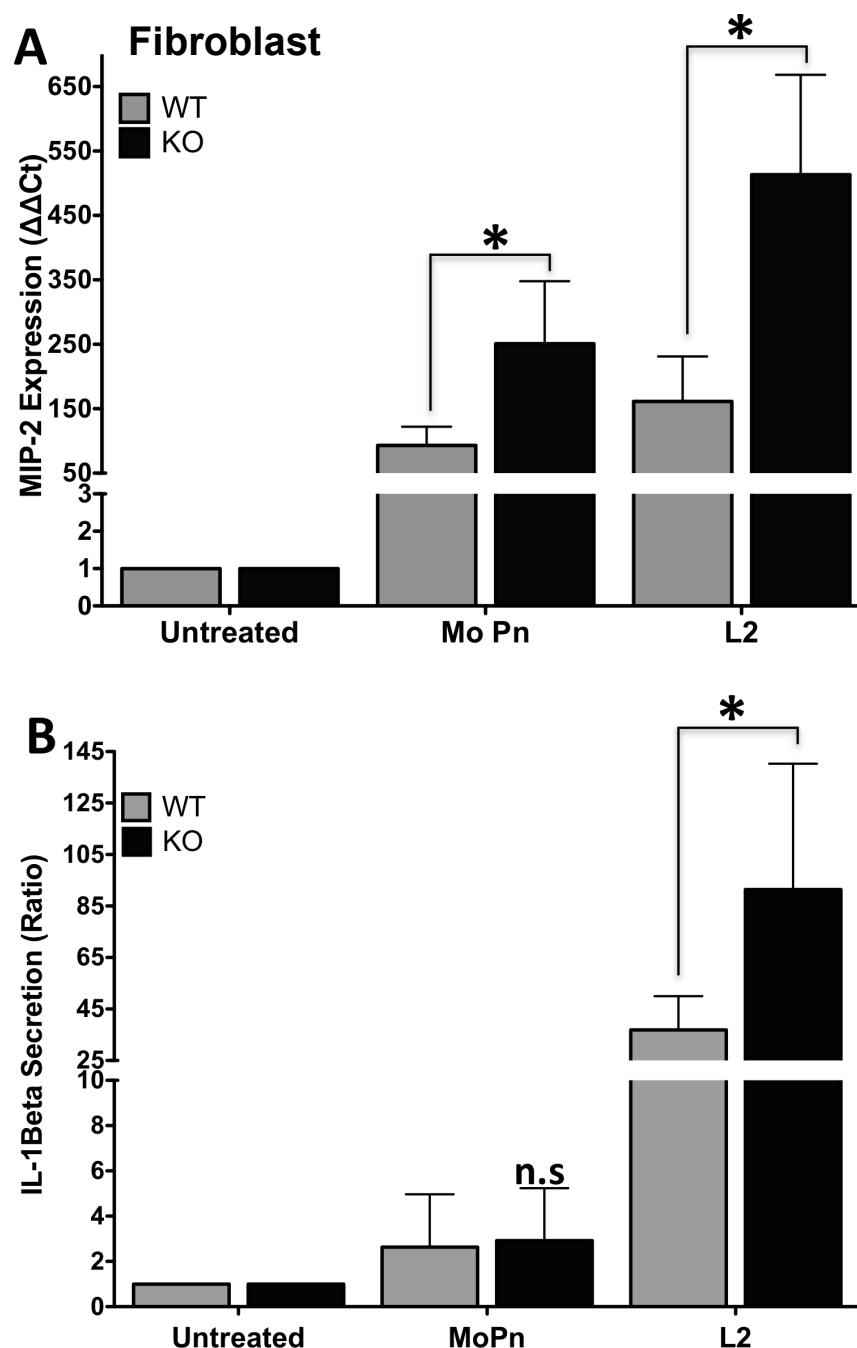 A Fibroblast
WT
KO
MIP-2 Expression (ΔΔCt)
650
550
450
350
250
150
50
3
2
1
0
*
*
Untreated Mo Pn L2
B
WT
KO
IL-1Beta Secretion (Ratio)
145
125
105
85
65
45
25
10
8
6
4
2
0
*
n.s
Untreated MoPn L2